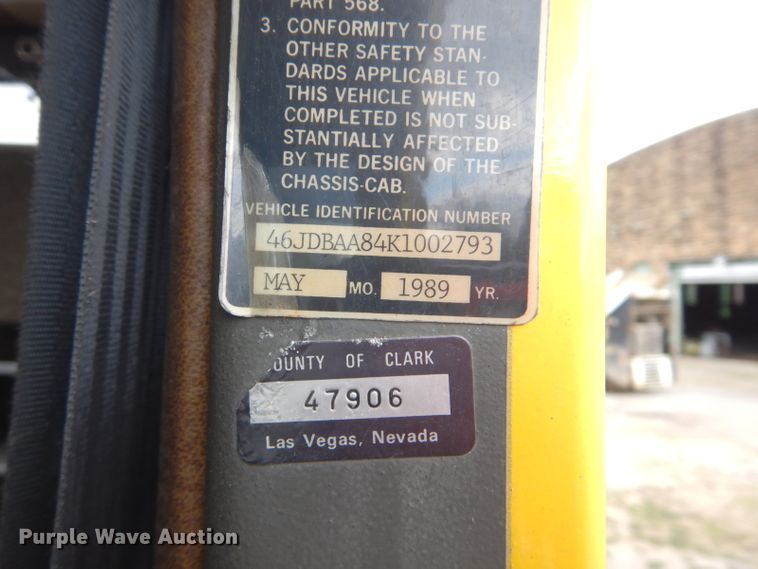 PART 568.
3. CONFORMITY TO THE
OTHER SAFETY STAN-
DARDS APPLICABLE TO
THIS VEHICLE WHEN
COMPLETED IS NOT SUB-
STANTIALLY AFFECTED
BY THE DESIGN OF THE
CHASSIS-CAB.
VEHICLE IDENTIFICATION NUMBER
46JDBAA84K1002793
MAY MO. 1989 YR.
OUNTY OF CLARK
47906
Las Vegas, Nevada
Purple Wave Auction